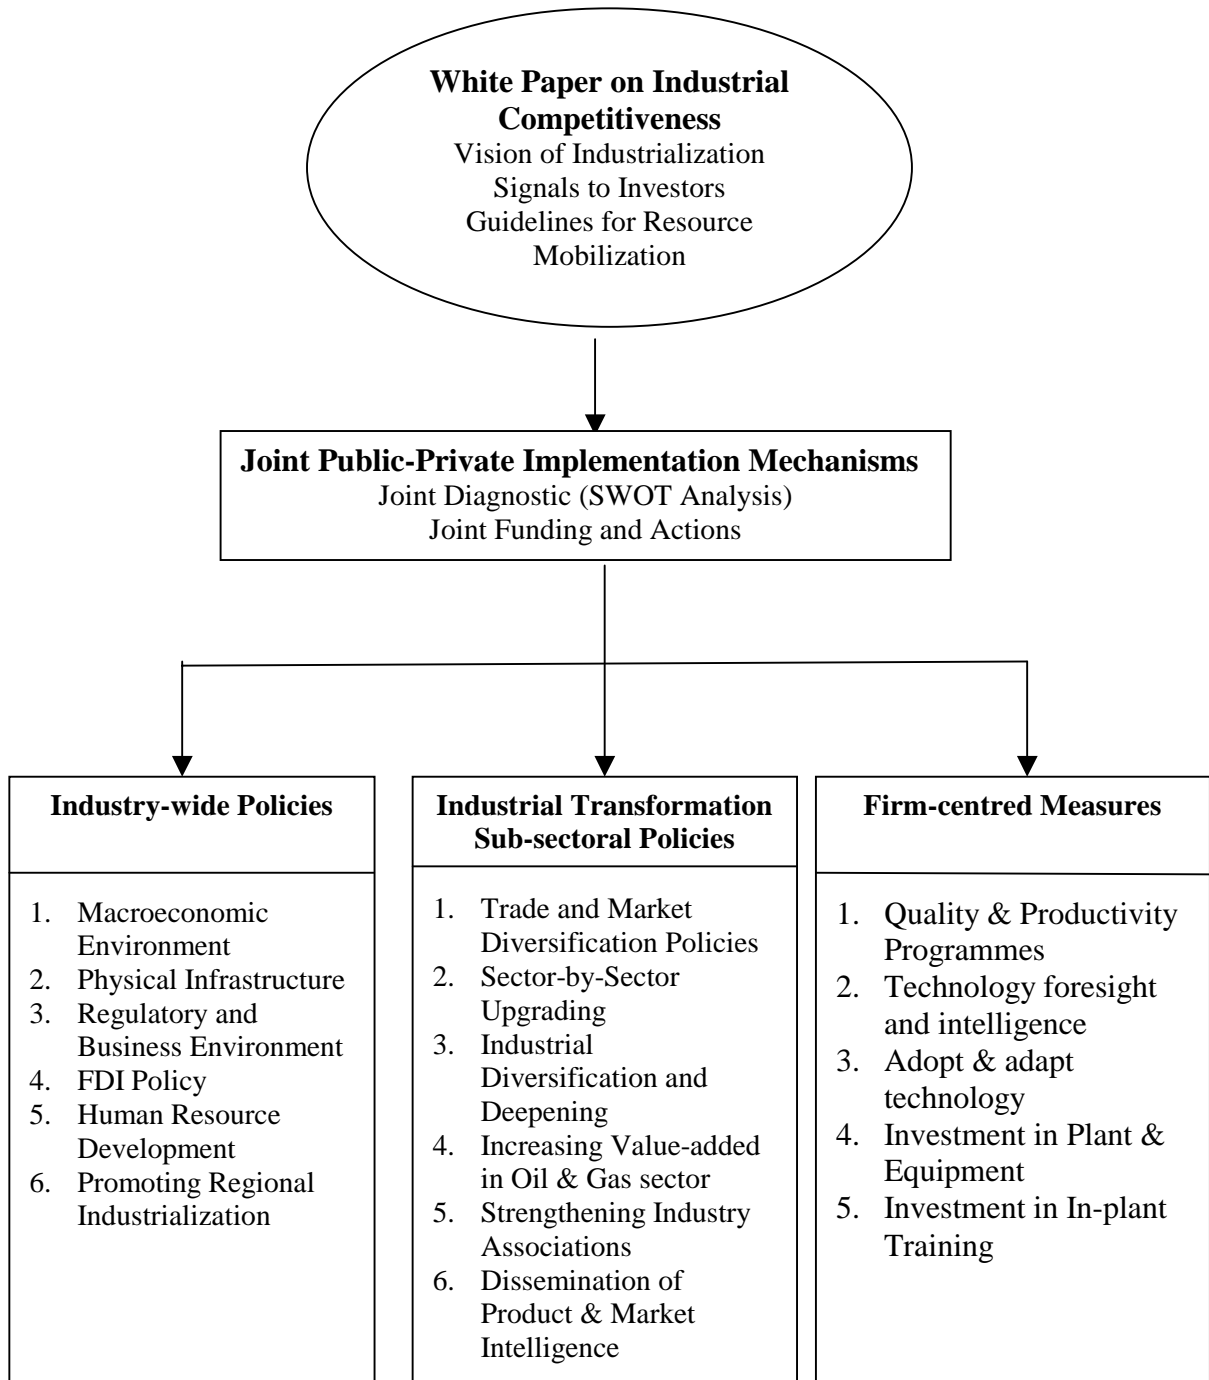 White Paper on Industrial
Competitiveness
Vision of Industrialization
Signals to Investors
Guidelines for Resource
Mobilization
Joint Public-Private Implementation Mechanisms
Joint Diagnostic (SWOT Analysis)
Joint Funding and Actions
Industry-wide Policies
1. Macroeconomic
Environment
2. Physical Infrastructure
3. Regulatory and
Business Environment
4. FDI Policy
5. Human Resource
Development
6. Promoting Regional
Industrialization
Industrial Transformation
Sub-sectoral Policies
1. Trade and Market
Diversification Policies
2. Sector-by-Sector
Upgrading
3. Industrial
Diversification and
Deepening
4. Increasing Value-added
in Oil & Gas sector
5. Strengthening Industry
Associations
6. Dissemination of
Product & Market
Intelligence
Firm-centred Measures
1. Quality & Productivity
Programmes
2. Technology foresight
and intelligence
3. Adopt & adapt
technology
4. Investment in Plant &
Equipment
5. Investment in In-plant
Training